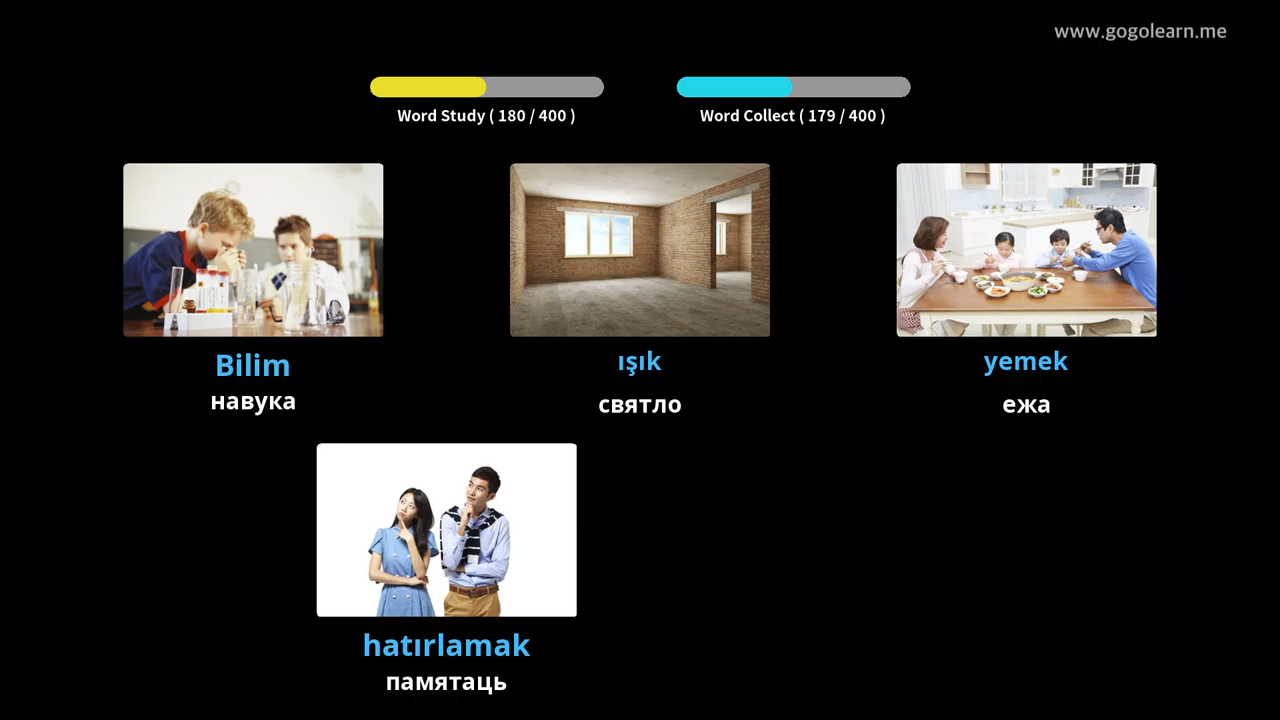 www.gogolearn.me
Word Study ( 180 / 400 )
Word Collect ( 179 / 400 )
Bilim
навука
ışık
святло
yemek
ежа
hatırlamak
памятаць